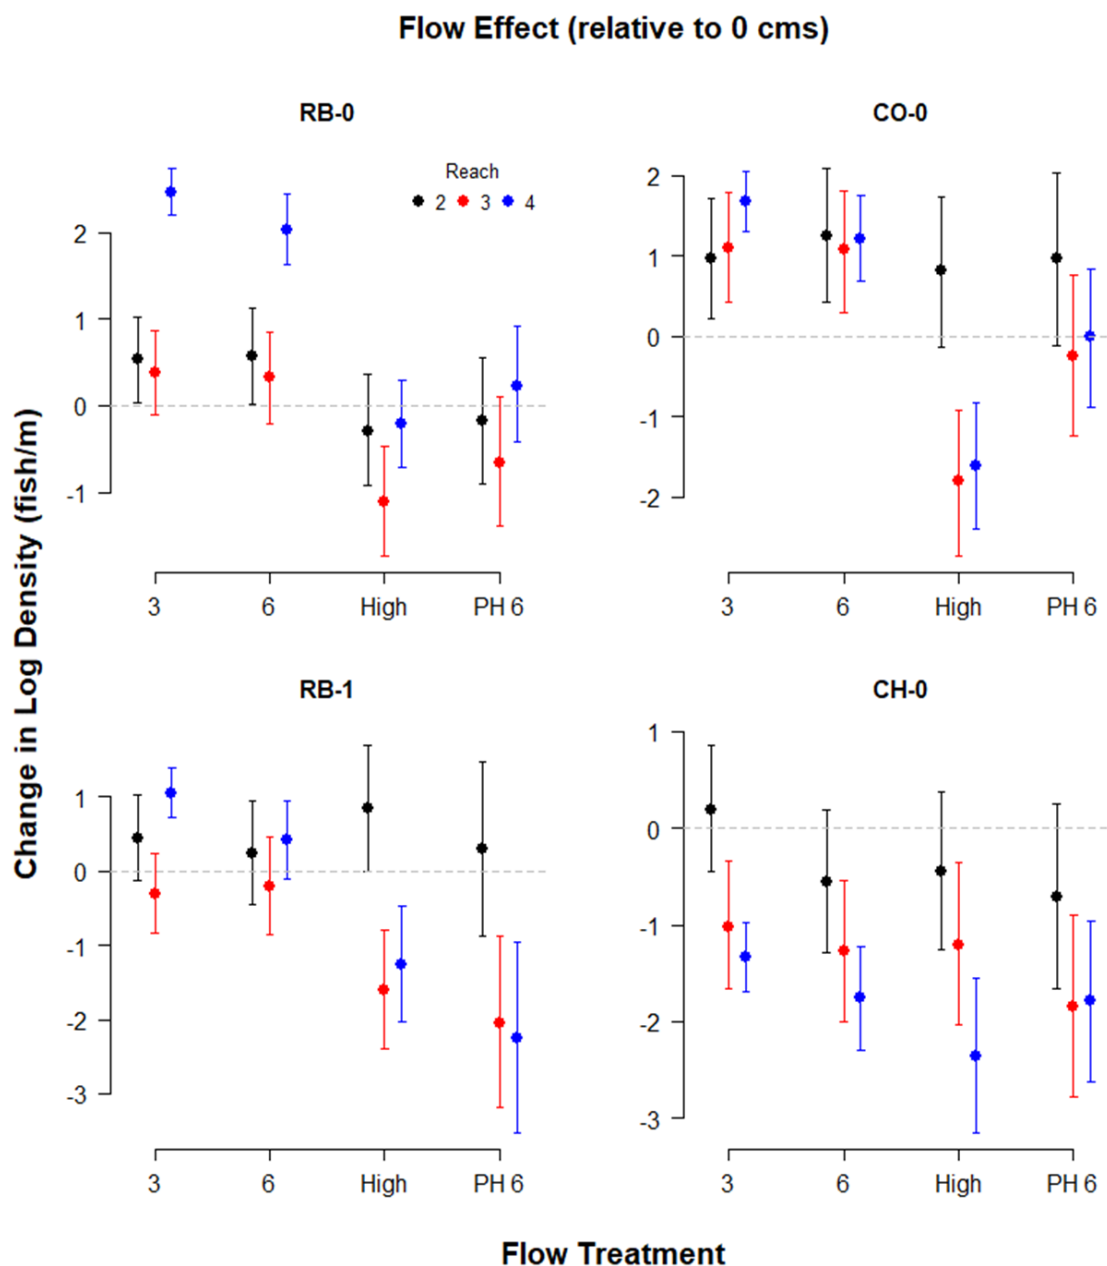 Flow Effect (relative to 0 cms)
RB-0
Reach
2 3 4
2
1
0
-1
3 6 High PH 6
CO-0
2
1
0
-1
-2
3 6 High PH 6
Change in Log Density (fish/m)
RB-1
1
0
-1
-2
-3
3 6 High PH 6
CH-0
1
0
-1
-2
-3
3 6 High PH 6
Flow Treatment